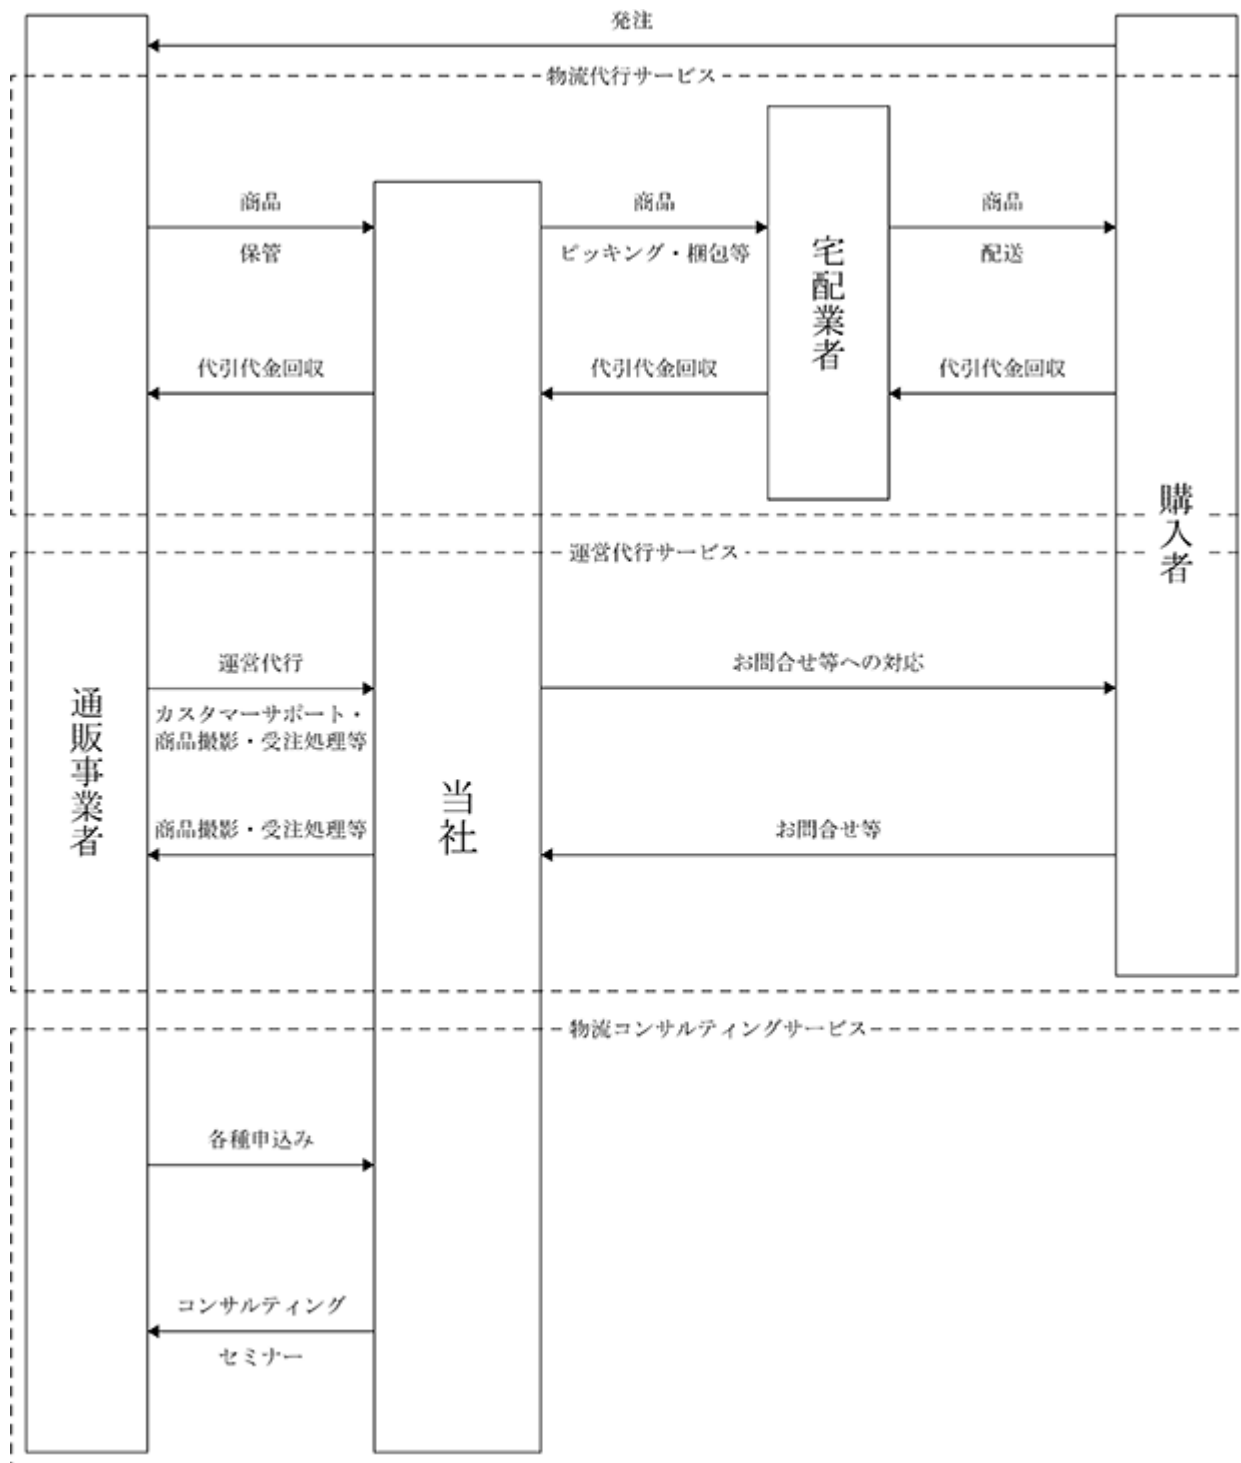 発注
物流代行サービス
商品
商品
商品
保管
ピッキング・梱包等
配送
宅配業者
代引代金回収
代引代金回収
代引代金回収
購入者
運営代行サービス
運営代行
お問合せ等への対応
カスタマーサポート・
商品撮影・受注処理等
通販事業者
当社
商品撮影・受注処理等
お問合せ等
物流コンサルティングサービス
各種申込み
コンサルティング
セミナー